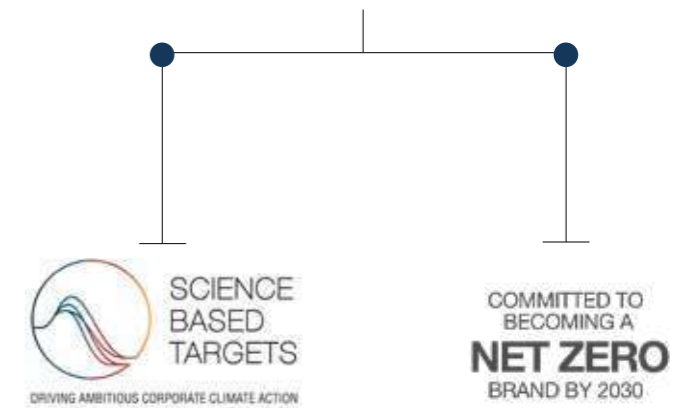 SCIENCE
BASED
TARGETS
DRIVING AMBITIOUS CORPORATE CLIMATE ACTION
COMMITTED TO
BECOMING A
NET ZERO
BRAND BY 2030